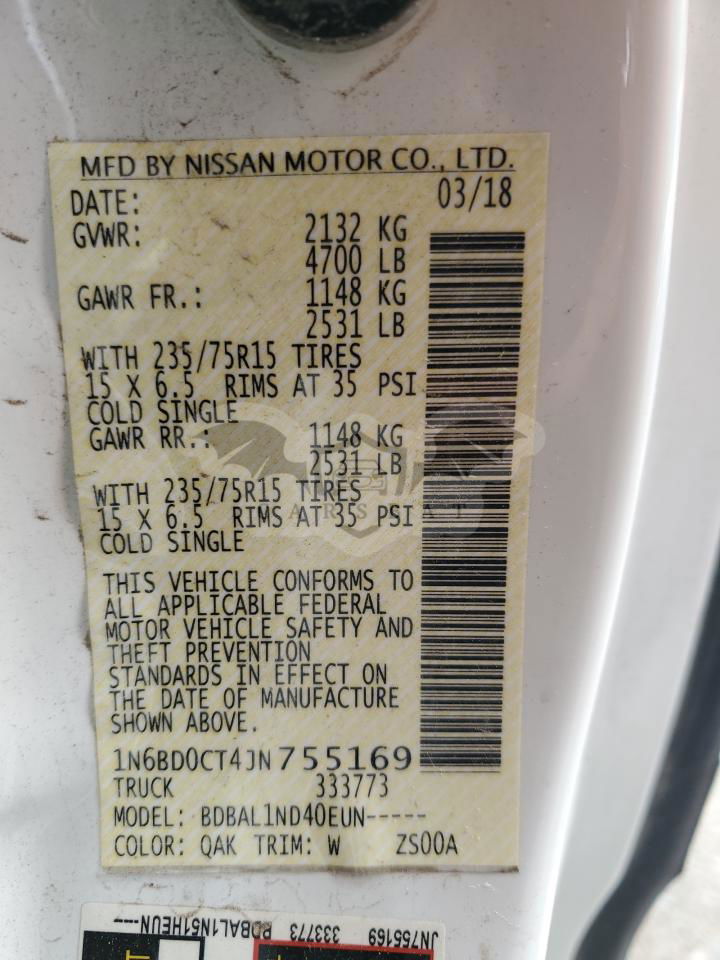 MFD BY NISSAN MOTOR CO., LTD.
DATE: 03/18
GVWR: 2132 KG
4700 LB
GAWR FR.: 1148 KG
2531 LB
WITH 235/75R15 TIRES
15 X 6.5 RIMS AT 35 PSI
COLD SINGLE
GAWR RR.: 1148 KG
2531 LB
WITH 235/75R15 TIRES
15 X 6.5 RIMS AT 35 PSI
COLD SINGLE
THIS VEHICLE CONFORMS TO
ALL APPLICABLE FEDERAL
MOTOR VEHICLE SAFETY AND
THEFT PREVENTION
STANDARDS IN EFFECT ON
THE DATE OF MANUFACTURE
SHOWN ABOVE.
1N6BD0CT4JN755169
TRUCK 333773
MODEL: BDBAL1ND40EUN-----
COLOR: QAK TRIM: W ZS00A
JN755169 333773 BDBAL1N51HEUN---